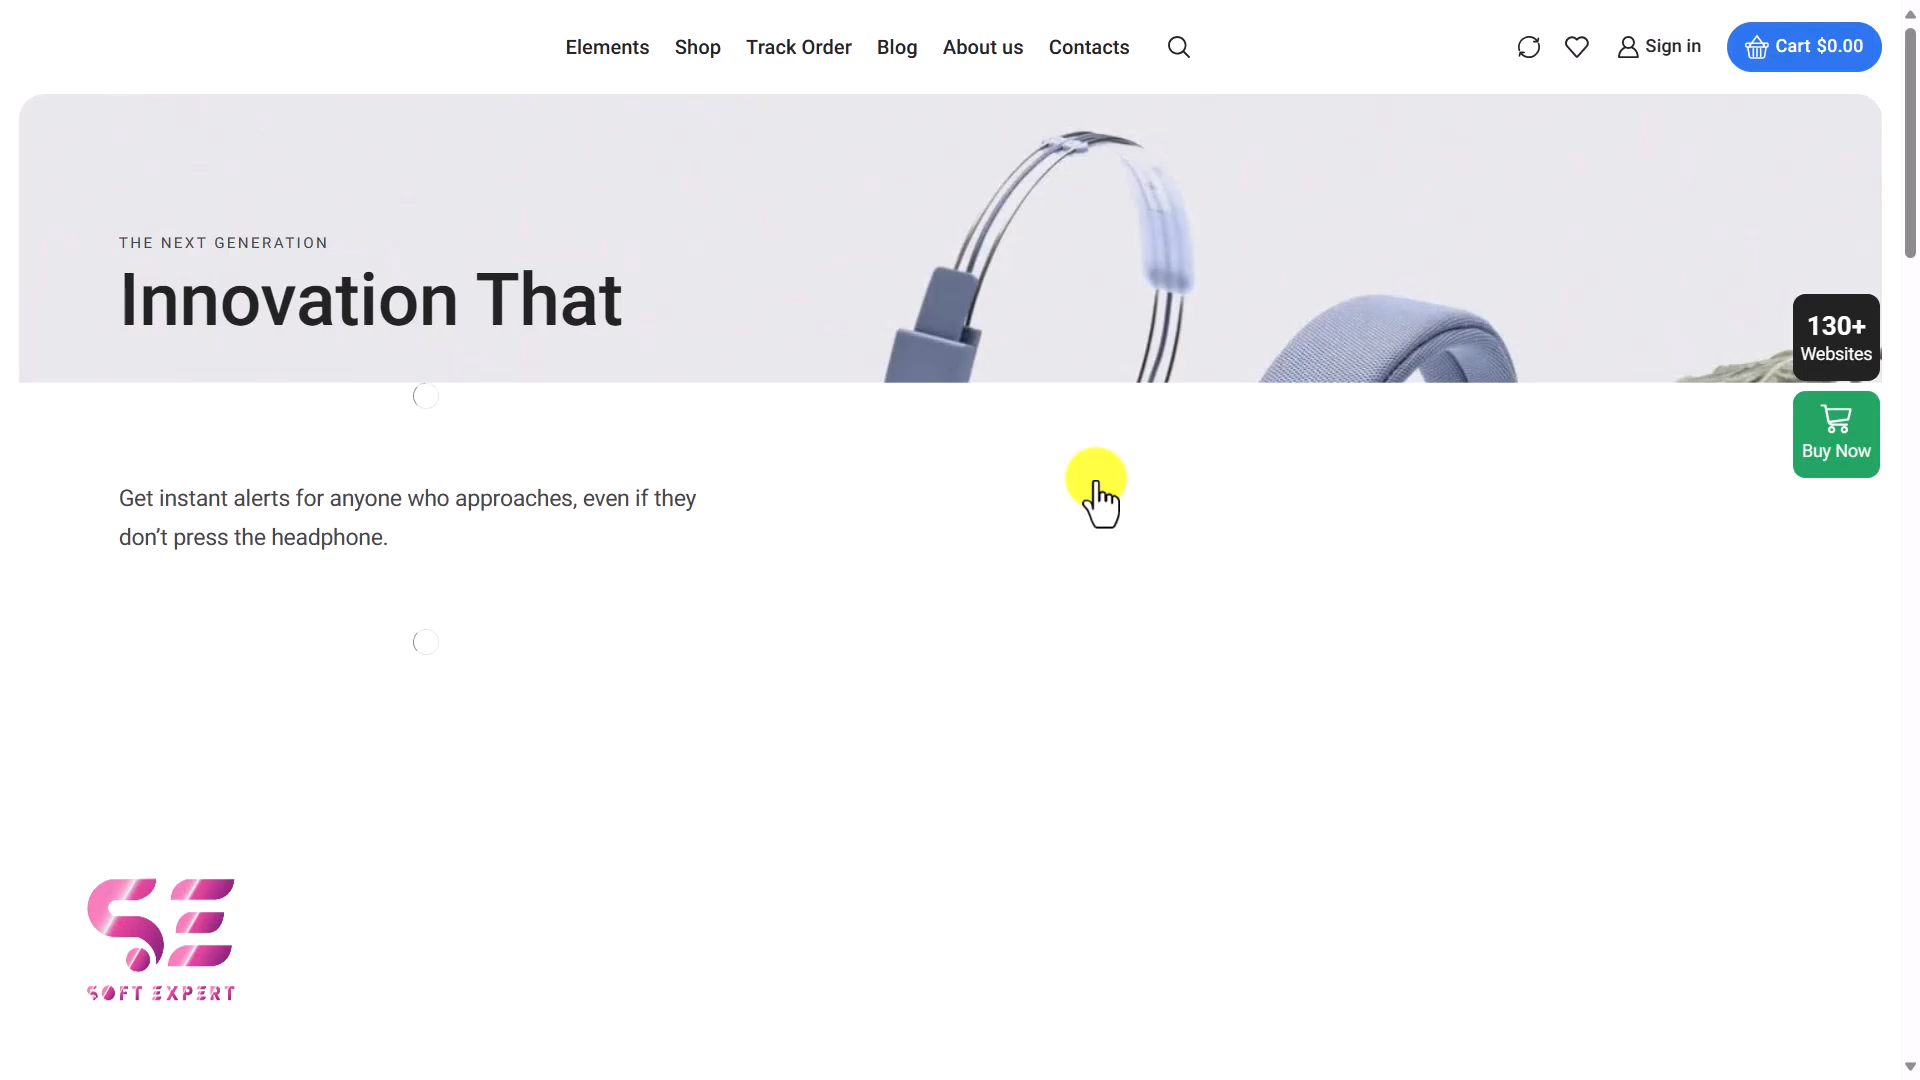 Elements Shop Track Order Blog About us Contacts Sign in Cart $0.00
THE NEXT GENERATION
Innovation That
130+
Websites
Buy Now
Get instant alerts for anyone who approaches, even if they
don’t press the headphone.
SE
SOFT EXPERT